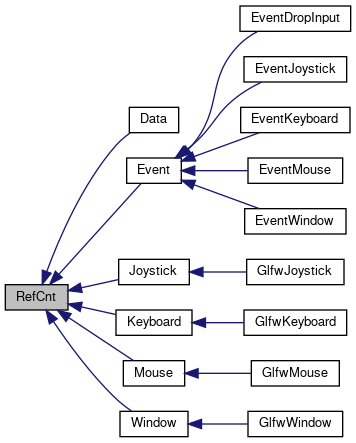 EventDropInput
EventJoystick
Data
EventKeyboard
Event
EventMouse
EventWindow
Joystick
GlfwJoystick
RefCnt
Keyboard
GlfwKeyboard
Mouse
GlfwMouse
Window
GlfwWindow